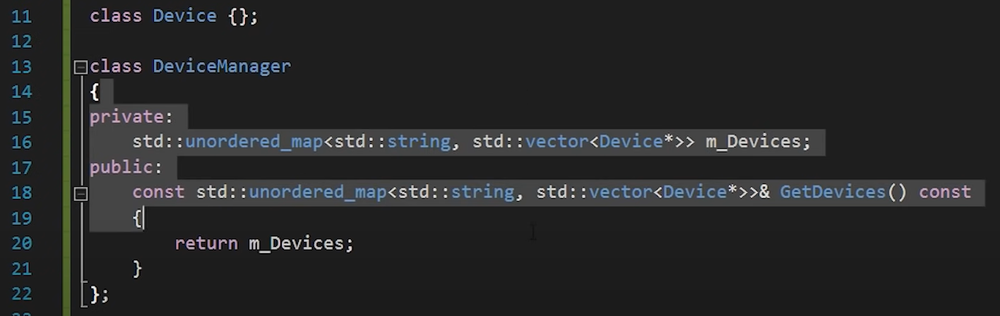 11 class Device {};
12
13 class DeviceManager
14 {
15 private:
16 std::unordered_map<std::string, std::vector<Device*>> m_Devices;
17 public:
18 const std::unordered_map<std::string, std::vector<Device*>>& GetDevices() const
19 {
20 return m_Devices;
21 }
22 };